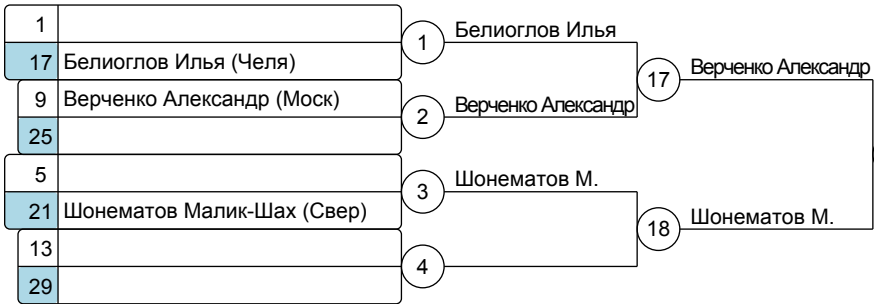 1
17 Белиоглов Илья (Челя)
9 Верченко Александр (Моск)
25
5
21 Шонематов Малик-Шах (Свер)
13
29
1 Белиоглов Илья
2 Верченко Александр
3 Шонематов М.
4
17 Верченко Александр
18 Шонематов М.